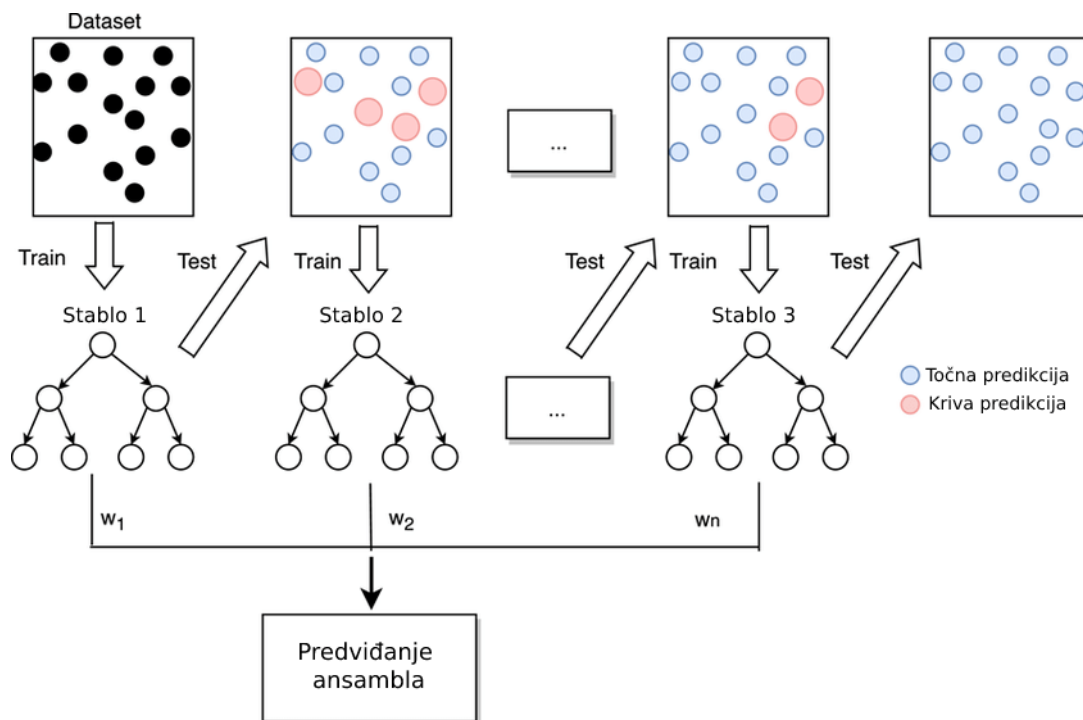 Dataset
...
Train
Test
Train
Test
Train
Test
Stablo 1
Stablo 2
Stablo 3
...
Točna predikcija
Kriva predikcija
w1
w2
wn
Predviđanje
ansambla